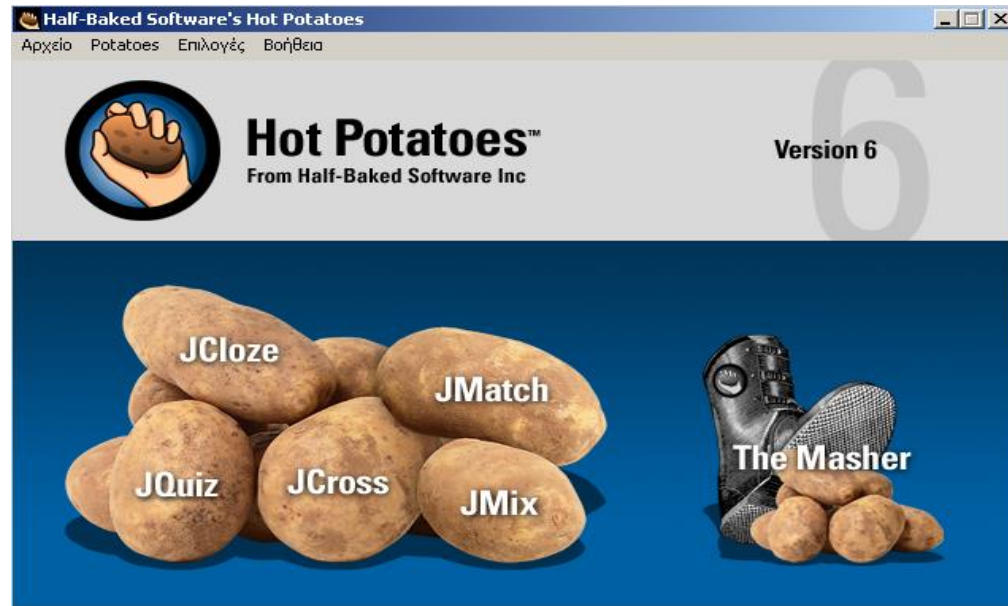 Half-Baked Software's Hot Potatoes
Αρχείο Potatoes Επιλογές Βοήθεια
Hot Potatoes™
From Half-Baked Software Inc
Version 6
6
JCloze
JMatch
JQuiz
JCross
JMix
The Masher